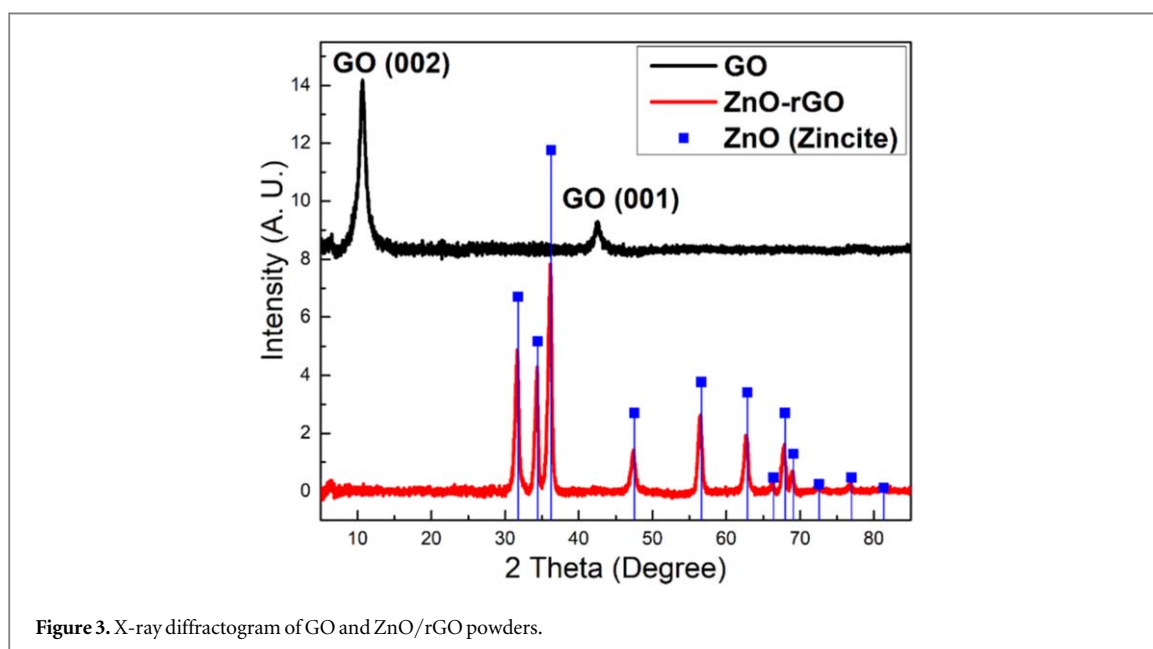 GO (002)
GO (001)
GO
ZnO-rGO
ZnO (Zincite)
Intensity (A. U.)
14
12
10
8
6
4
2
0
10 20 30 40 50 60 70 80
2 Theta (Degree)
Figure 3. X-ray diffractogram of GO and ZnO/rGO powders.